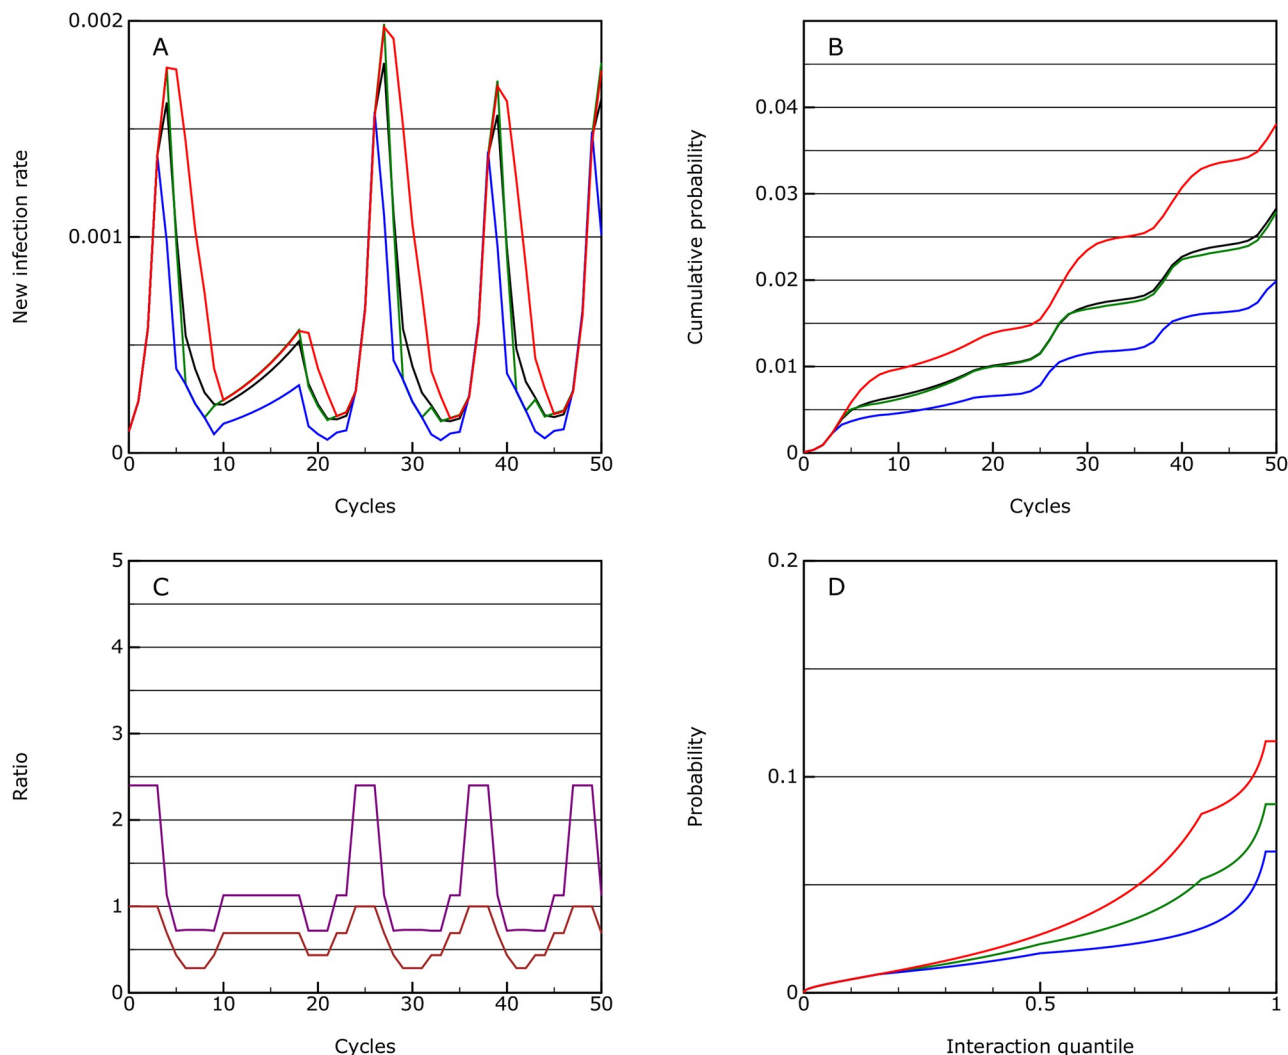 A
New infection rate
0.002
0.001
0
0 10 20 30 40 50
Cycles
B
Cumulative probability
0.04
0.03
0.02
0.01
0
0 10 20 30 40 50
Cycles
C
Ratio
5
4
3
2
1
0
0 10 20 30 40 50
Cycles
D
Probability
0.2
0.1
0
0 0.5 1
Interaction quantile